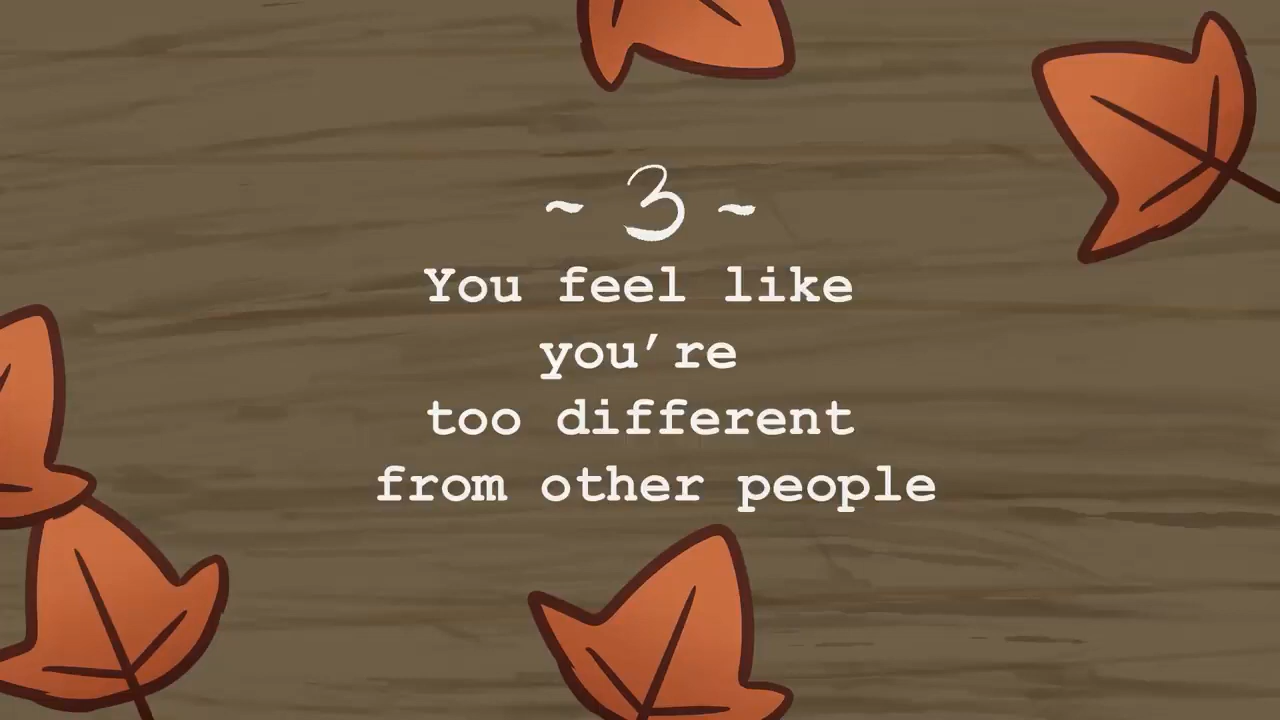 ~ 3 ~
You feel like
you’re
too different
from other people